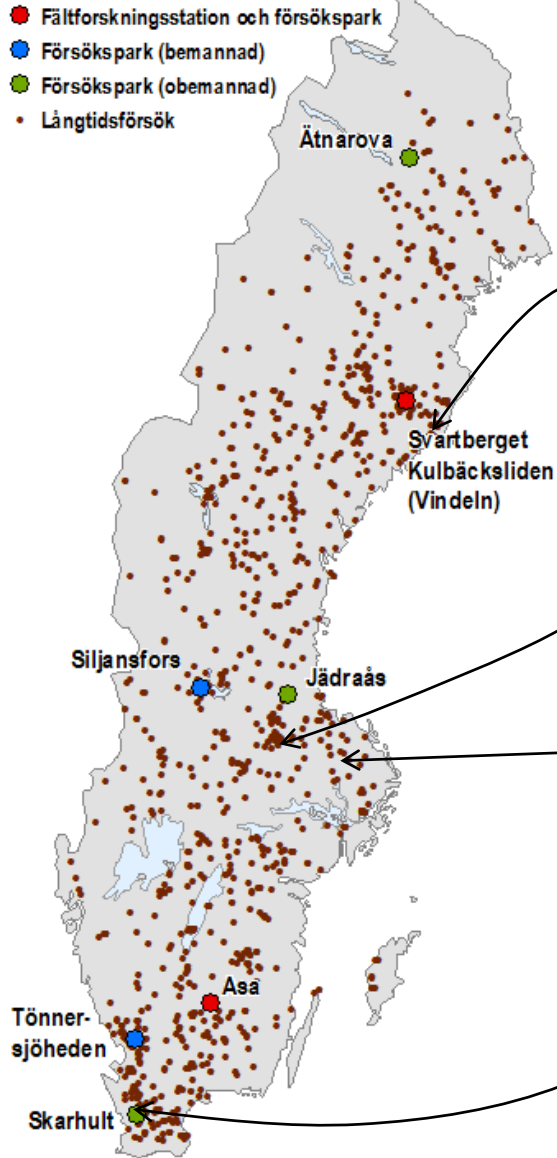 Fältforskningsstation och försökspark
Försökspark (bemannad)
Försökspark (obemannad)
Långtidsförsök
Ätnarova
Svartberget
Kulbäcksliden
(Vindeln)
Siljansfors
Jädraås
Asa
Tönner-
sjöheden
Skarhult